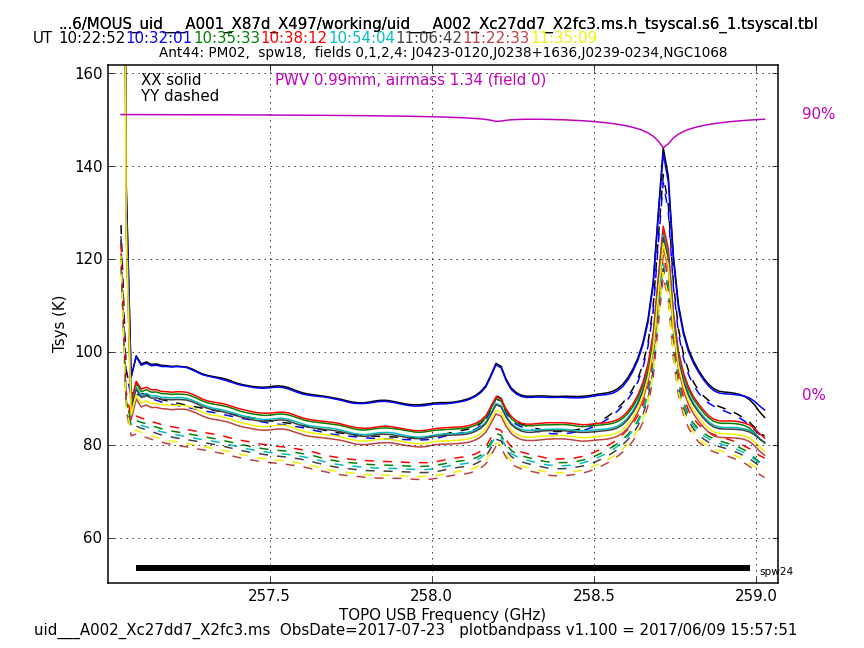 ...6/MOUS_uid___A001_X87d_X497/working/uid___A002_Xc27dd7_X2fc3.ms.h_tsyscal.s6_1.tsyscal.tbl
UT 10:22:52 10:32:01 10:35:33 10:38:12 10:54:04 11:06:42 11:22:33 11:35:09
Ant44: PM02, spw18, fields 0,1,2,4: J0423-0120,J0238+1636,J0239-0234,NGC1068
160
XX solid PWV 0.99mm, airmass 1.34 (field 0)
YY dashed
90%
140
120
Tsys (K)
100
0%
80
60
spw24
257.5 258.0 258.5 259.0
TOPO USB Frequency (GHz)
uid___A002_Xc27dd7_X2fc3.ms ObsDate=2017-07-23 plotbandpass v1.100 = 2017/06/09 15:57:51